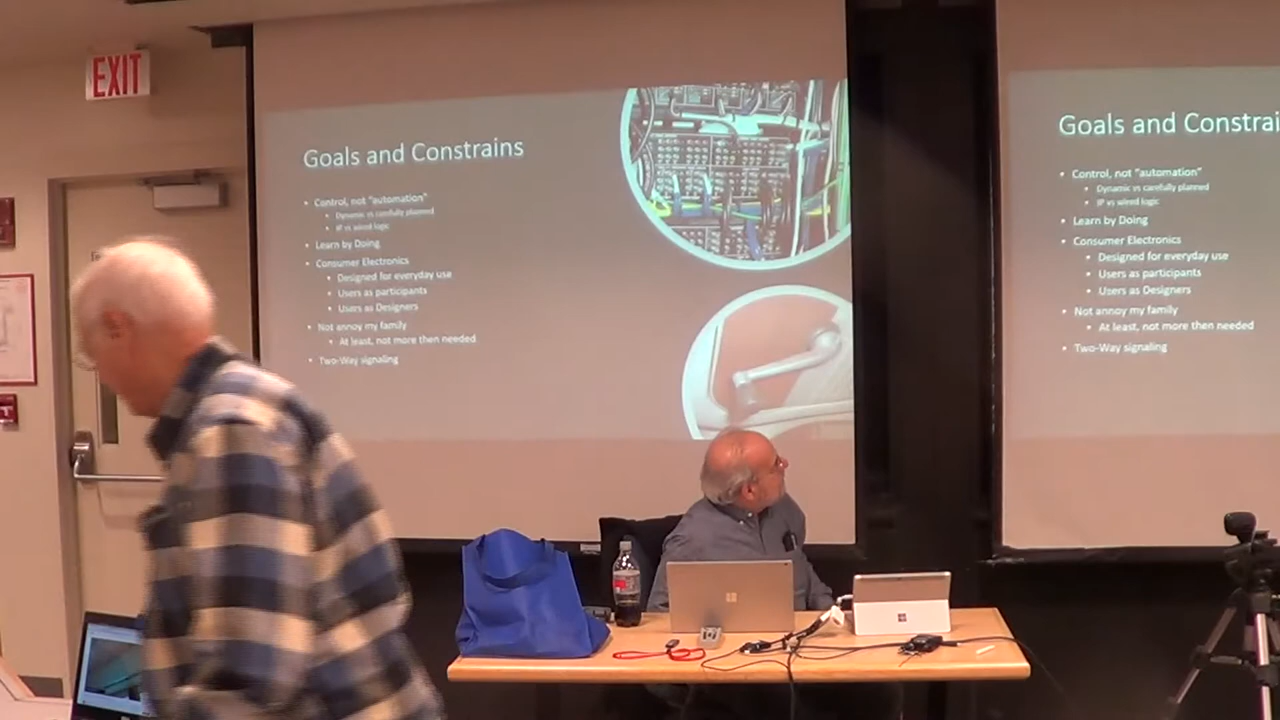 EXIT
Goals and Constrains
Control, not "automation"
Dynamic vs carefully planned
IP vs wired logic
Learn by Doing
Consumer Electronics
Designed for everyday use
Users as participants
Users as Designers
Not annoy my family
At least, not more then needed
Two-Way signaling
Goals and Constrai
Control, not "automation"
Dynamic vs carefully planned
IP vs wired logic
Learn by Doing
Consumer Electronics
Designed for everyday use
Users as participants
Users as Designers
Not annoy my family
At least, not more then needed
Two-Way signaling